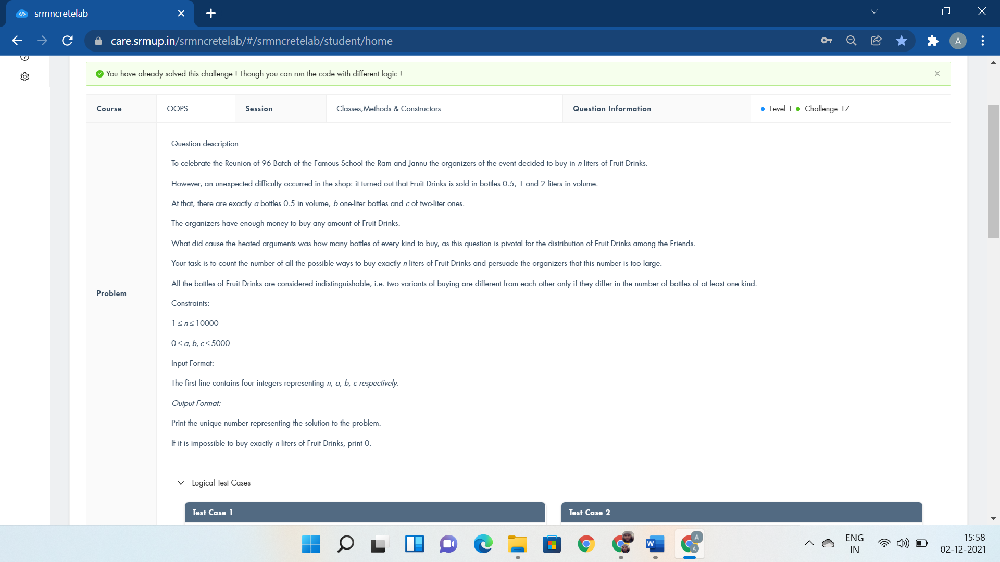 srmncretelab
care.srmup.in/srmncretelab/#/srmncretelab/student/home
A
You have already solved this challenge ! Though you can run the code with different logic !
Course OOPS Session Classes,Methods & Constructors Question Information Level 1 Challenge 17
Problem
Question description
To celebrate the Reunion of 96 Batch of the Famous School the Ram and Jannu the organizers of the event decided to buy in n liters of Fruit Drinks.
However, an unexpected difficulty occurred in the shop: it turned out that Fruit Drinks is sold in bottles 0.5, 1 and 2 liters in volume.
At that, there are exactly a bottles 0.5 in volume, b one-liter bottles and c of two-liter ones.
The organizers have enough money to buy any amount of Fruit Drinks.
What did cause the heated arguments was how many bottles of every kind to buy, as this question is pivotal for the distribution of Fruit Drinks among the Friends.
Your task is to count the number of all the possible ways to buy exactly n liters of Fruit Drinks and persuade the organizers that this number is too large.
All the bottles of Fruit Drinks are considered indistinguishable, i.e. two variants of buying are different from each other only if they differ in the number of bottles of at least one kind.
Constraints:
1 ≤ n ≤ 10000
0 ≤ a, b, c ≤ 5000
Input Format:
The first line contains four integers representing n, a, b, c respectively.
Output Format:
Print the unique number representing the solution to the problem.
If it is impossible to buy exactly n liters of Fruit Drinks, print 0.
Logical Test Cases
Test Case 1 Test Case 2
W
A
A
ENG
IN
15:58
02-12-2021